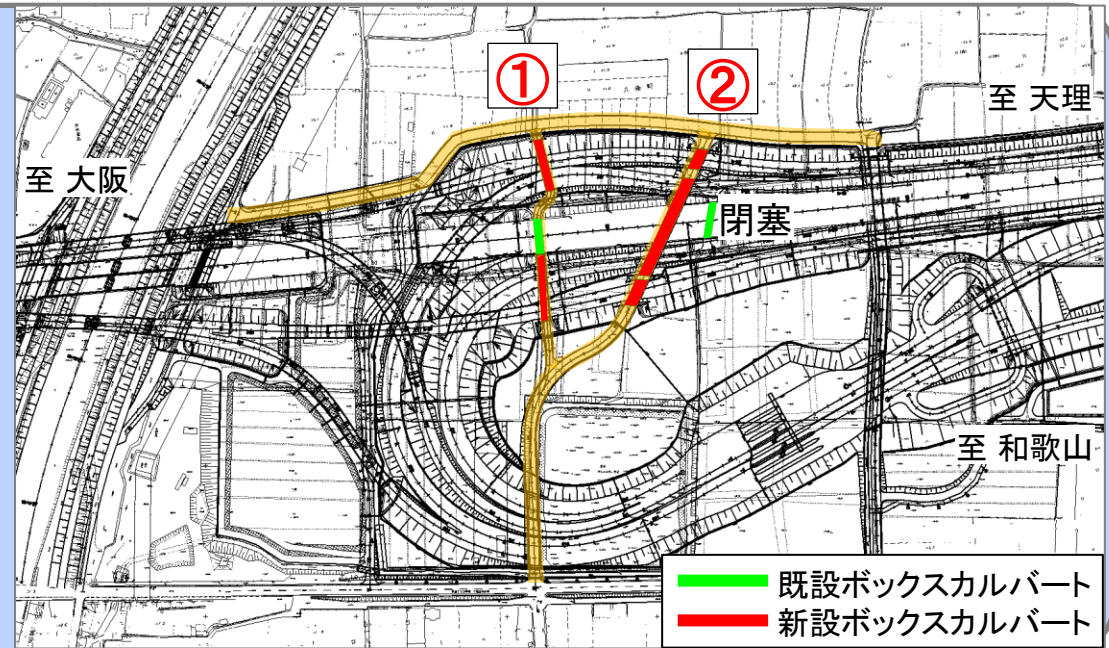 ①
②
至 天理
至 大阪
閉塞
至 和歌山
既設ボックスカルバート
新設ボックスカルバート